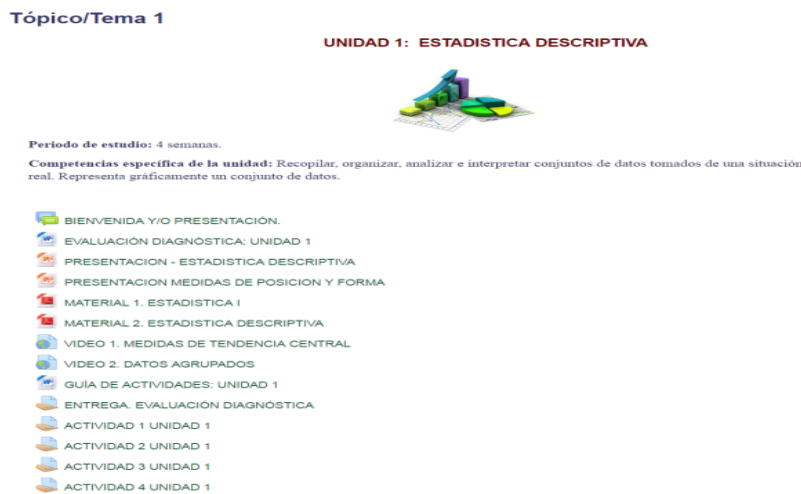 Tópico/Tema 1
UNIDAD 1: ESTADISTICA DESCRIPTIVA
Periodo de estudio: 4 semanas.
Competencias específica de la unidad: Recopilar, organizar, analizar e interpretar conjuntos de datos tomados de una situación
real. Representa gráficamente un conjunto de datos.
BIENVENIDA Y/O PRESENTACIÓN.
EVALUACIÓN DIAGNÓSTICA: UNIDAD 1
PRESENTACION - ESTADISTICA DESCRIPTIVA
PRESENTACION MEDIDAS DE POSICION Y FORMA
MATERIAL 1. ESTADISTICA I
MATERIAL 2. ESTADISTICA DESCRIPTIVA
VIDEO 1. MEDIDAS DE TENDENCIA CENTRAL
VIDEO 2. DATOS AGRUPADOS
GUÍA DE ACTIVIDADES: UNIDAD 1
ENTREGA. EVALUACIÓN DIAGNÓSTICA
ACTIVIDAD 1 UNIDAD 1
ACTIVIDAD 2 UNIDAD 1
ACTIVIDAD 3 UNIDAD 1
ACTIVIDAD 4 UNIDAD 1